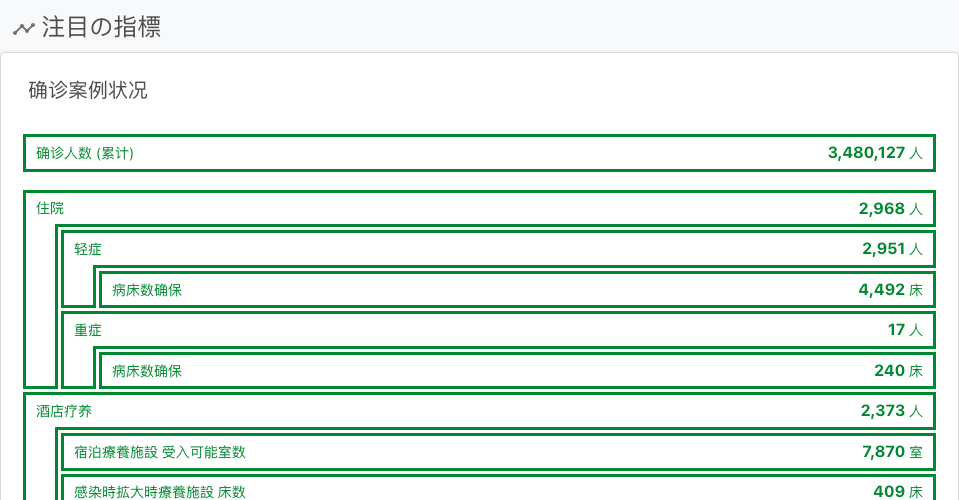 注目の指標
确诊案例状况
确诊人数 (累计) 3,480,127 人
住院 2,968 人
轻症 2,951 人
病床数确保 4,492 床
重症 17 人
病床数确保 240 床
酒店疗养 2,373 人
宿泊療養施設 受入可能室数 7,870 室
感染時拡大時療養施設 床数 409 床